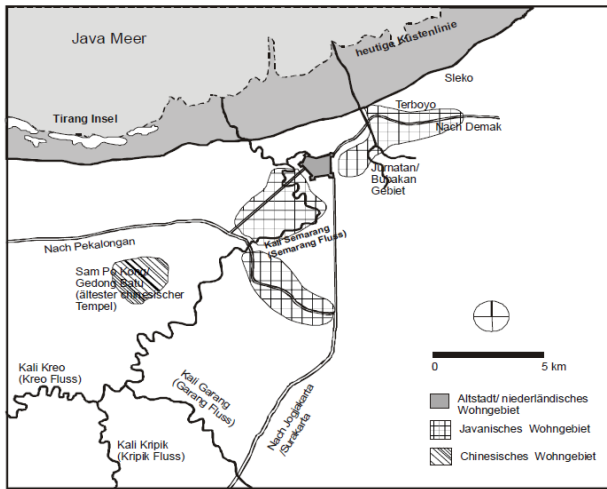 Java Meer
heutige Küstenlinie
Sleko
Tirang Insel
Terboyo
Nach Demak
Jurnatan/
Bubakan
Gebiet
Nach Pekalongan
Kali Semarang
(Semarang Fluss)
Sam Po Kong/
Gedong Batu
(ältester chinesischer
Tempel)
Kali Kreo
(Kreo Fluss)
Kali Garang
(Garang Fluss)
Nach Jogjakarta
/Surakarta
Kali Kripik
(Kripik Fluss)
0 5 km
Altstadt/ niederländisches
Wohngebiet
Javanisches Wohngebiet
Chinesisches Wohngebiet